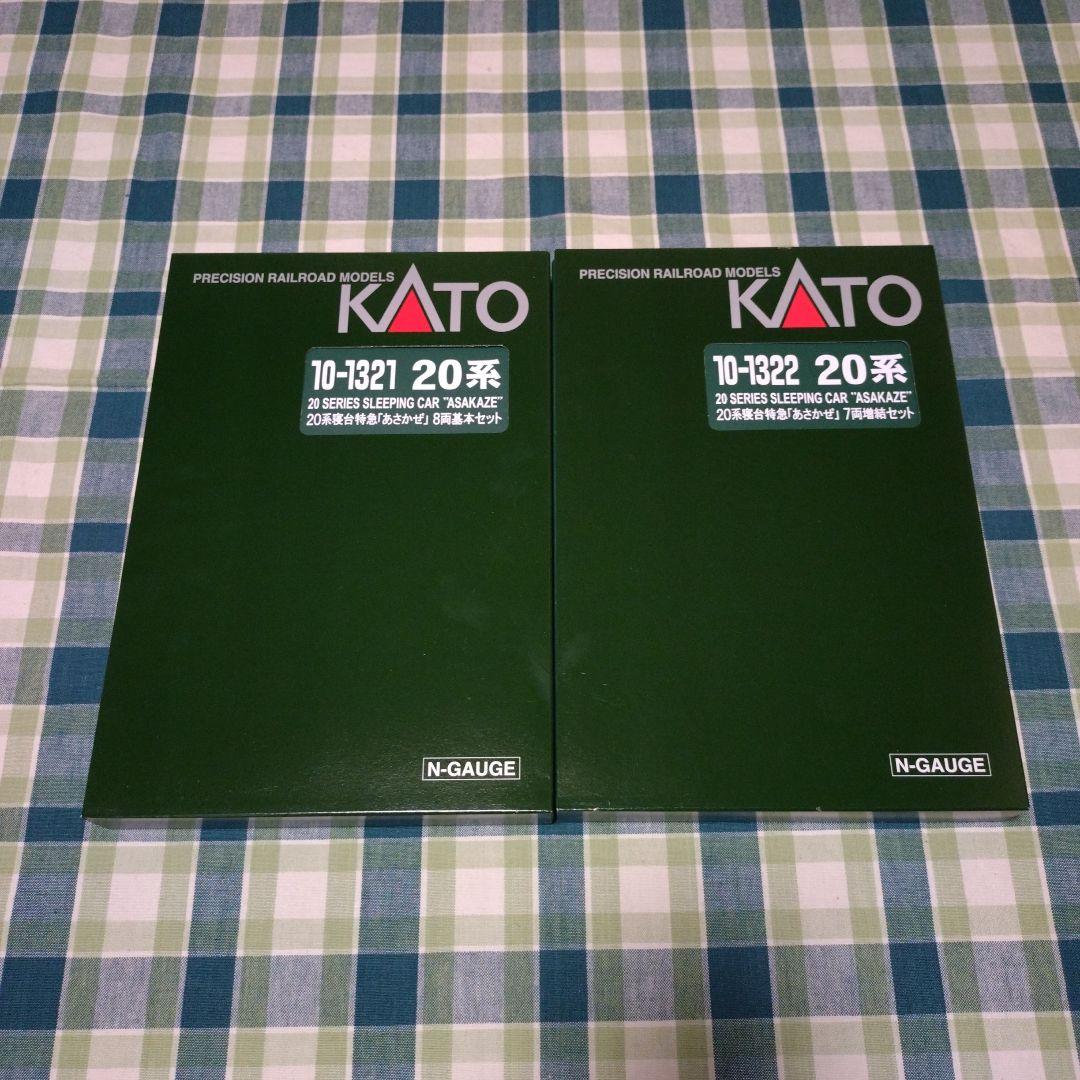 PRECISION RAILROAD MODELS
KATO
10-1321 20系
20 SERIES SLEEPING CAR "ASAKAZE"
20系寝台特急「あさかぜ」8両基本セット
N-GAUGE
PRECISION RAILROAD MODELS
KATO
10-1322 20系
20 SERIES SLEEPING CAR "ASAKAZE"
20系寝台特急「あさかぜ」7両増結セット
N-GAUGE